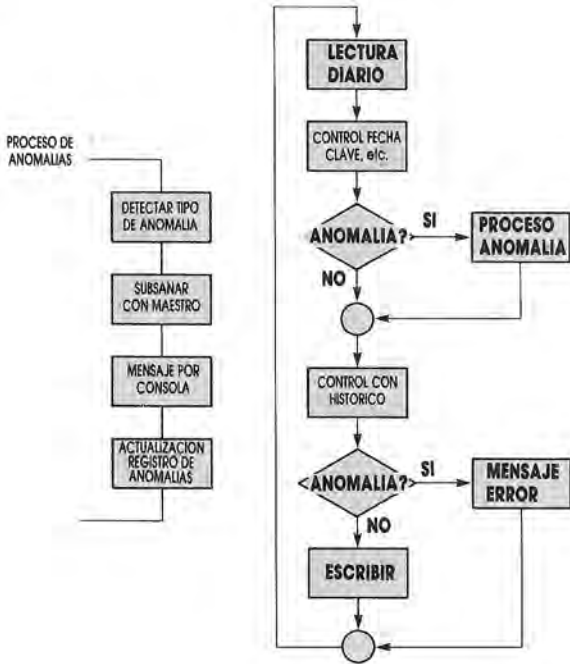 PROCESO DE
ANOMALIAS
DETECTAR TIPO
DE ANOMALIA
SUBSANAR
CON MAESTRO
MENSAJE POR
CONSOLA
ACTUALIZACION
REGISTRO DE
ANOMALIAS
LECTURA
DIARIO
CONTROL FECHA
CLAVE, etc.
ANOMALIA?
SI
PROCESO
ANOMALIA
NO
CONTROL CON
HISTORICO
ANOMALIA?
SI
MENSAJE
ERROR
NO
ESCRIBIR